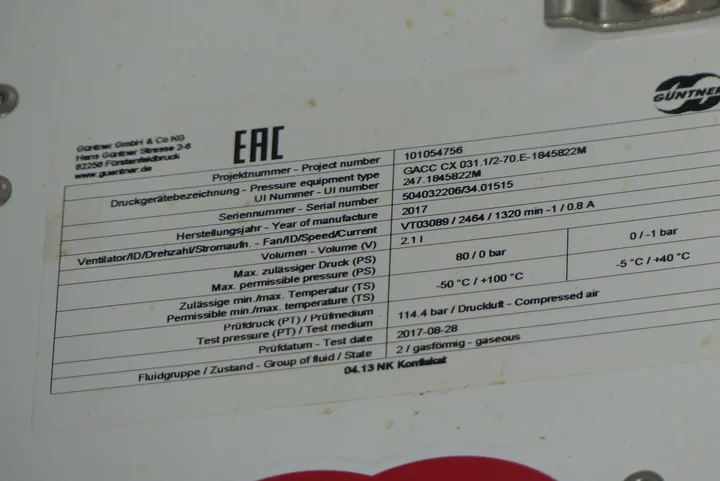 GÜNTNER
Güntner GmbH & Co KG
Hans Güntner Strasse 2-6
82256 Fürstenfeldbruck
www.guentner.de
EAC
Projektnummer - Project number 101054756
Druckgerätebezeichnung - Pressure equipment type GACC CX 031.1/2-70.E-1845822M
UI Nummer - UI number 247.1845822M
Seriennummer - Serial number 504032206/34.01515
Herstellungsjahr - Year of manufacture 2017
Ventilator/ID/Drehzahl/Stromaufn. - Fan/ID/Speed/Current VT03089 / 2464 / 1320 min -1 / 0.8 A
Volumen - Volume (V) 2.1 l
Max. zulässiger Druck (PS) 80 / 0 bar 0 / -1 bar
Max. permissible pressure (PS)
Zulässige min./max. Temperatur (TS) -50 °C / +100 °C -5 °C / +40 °C
Permissible min./max. temperature (TS)
Prüfdruck (PT) / Prüfmedium 114.4 bar / Druckluft - Compressed air
Test pressure (PT) / Test medium
Prüfdatum - Test date 2017-08-28
Fluidgruppe / Zustand - Group of fluid / State 2 / gasförmig - gaseous
04.13 NK Konfiskat